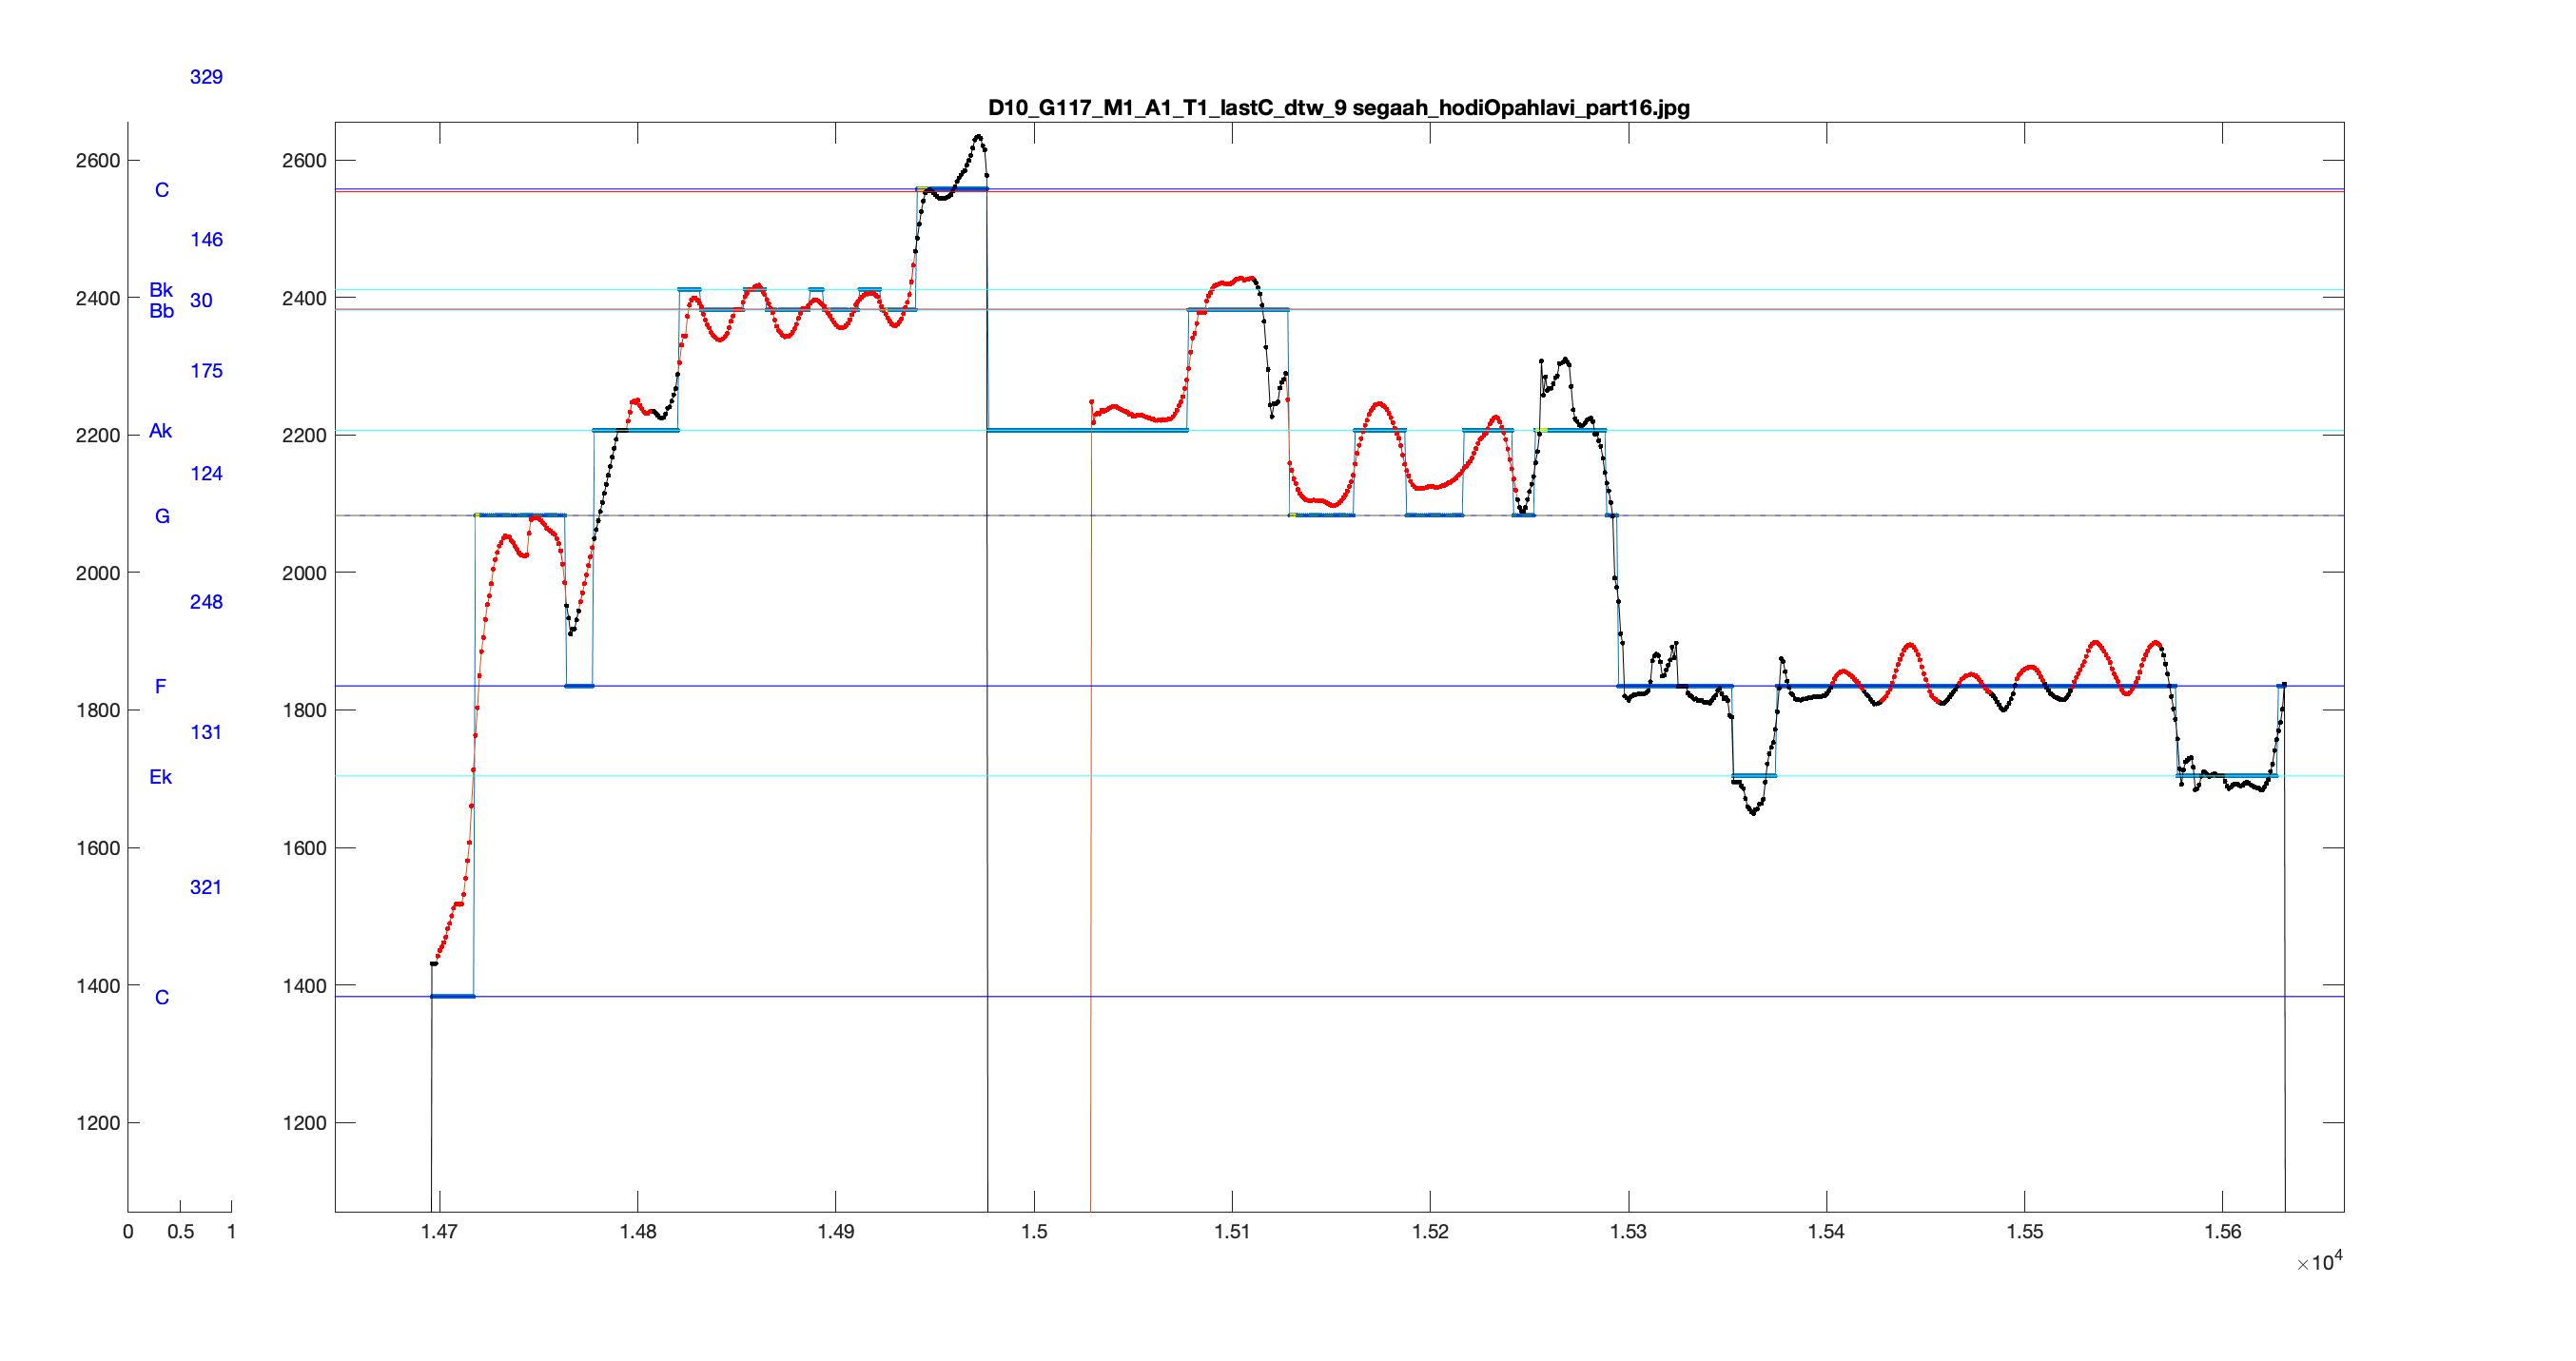 329
D10_G117_M1_A1_T1_lastC_dtw_9 segaah_hodiOpahlavi_part16.jpg
2600 2600
C
146
Bk
2400 30 2400
Bb
175
Ak
2200 2200
124
G
2000 2000
248
F
1800 1800
131
Ek
1600 1600
321
1400 1400
C
1200 1200
0 0.5 1 1.47 1.48 1.49 1.5 1.51 1.52 1.53 1.54 1.55 1.56
×10⁴